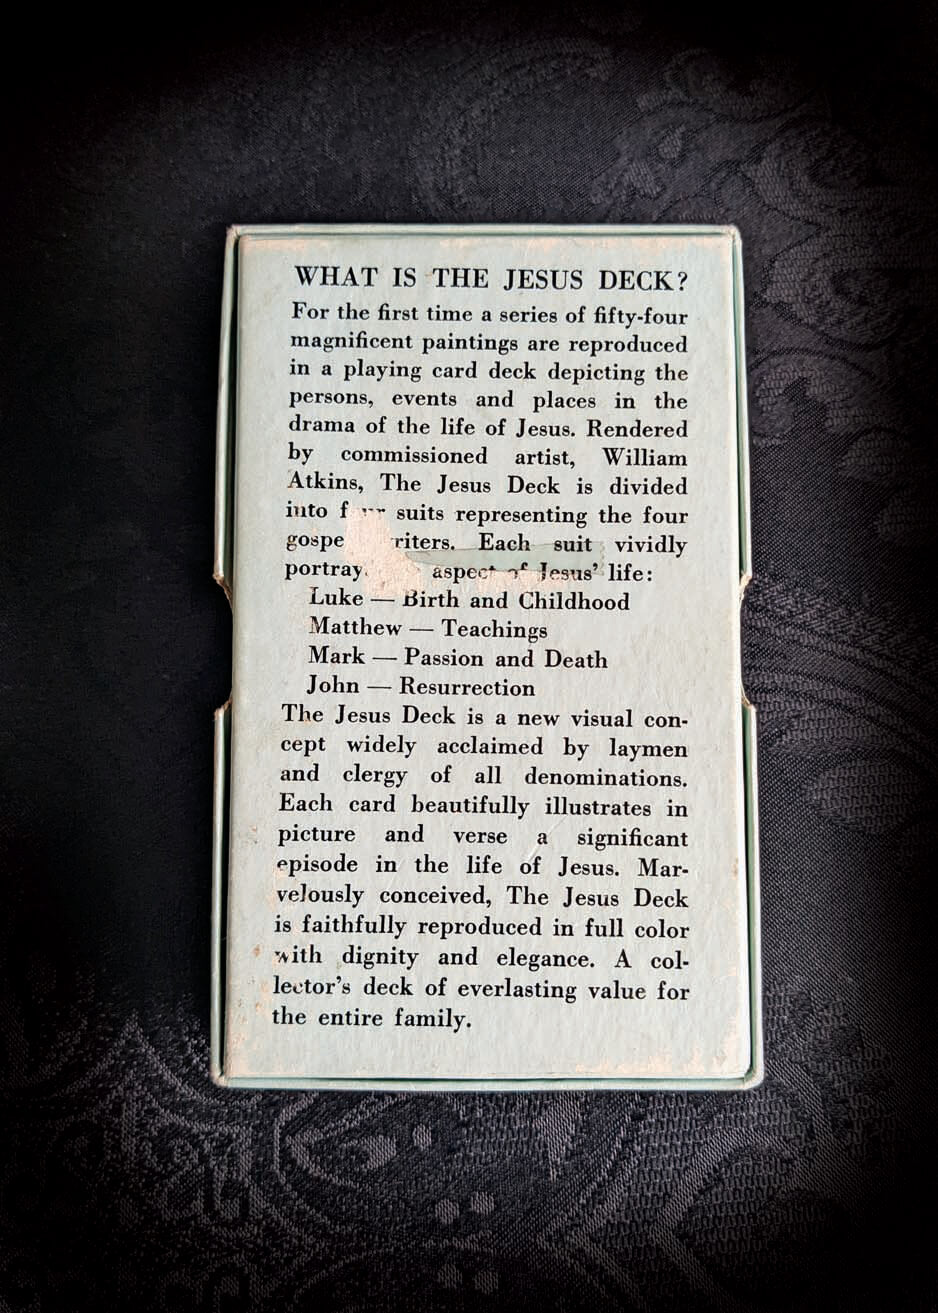 WHAT IS THE JESUS DECK?
For the first time a series of fifty-four
magnificent paintings are reproduced
in a playing card deck depicting the
persons, events and places in the
drama of the life of Jesus. Rendered
by commissioned artist, William
Atkins, The Jesus Deck is divided
into suits representing the four
Each suit vividly
aspect of Jesus' life:
Luke — Birth and Childhood
Matthew — Teachings
Mark — Passion and Death
John — Resurrection
The Jesus Deck is a new visual con-
cept widely acclaimed by laymen
and clergy of all denominations.
Each card beautifully illustrates in
picture and verse a significant
episode in the life of Jesus. Mar-
velously conceived, The Jesus Deck
is faithfully reproduced in full color
with dignity and elegance. A col-
lector's deck of everlasting value for
the entire family.